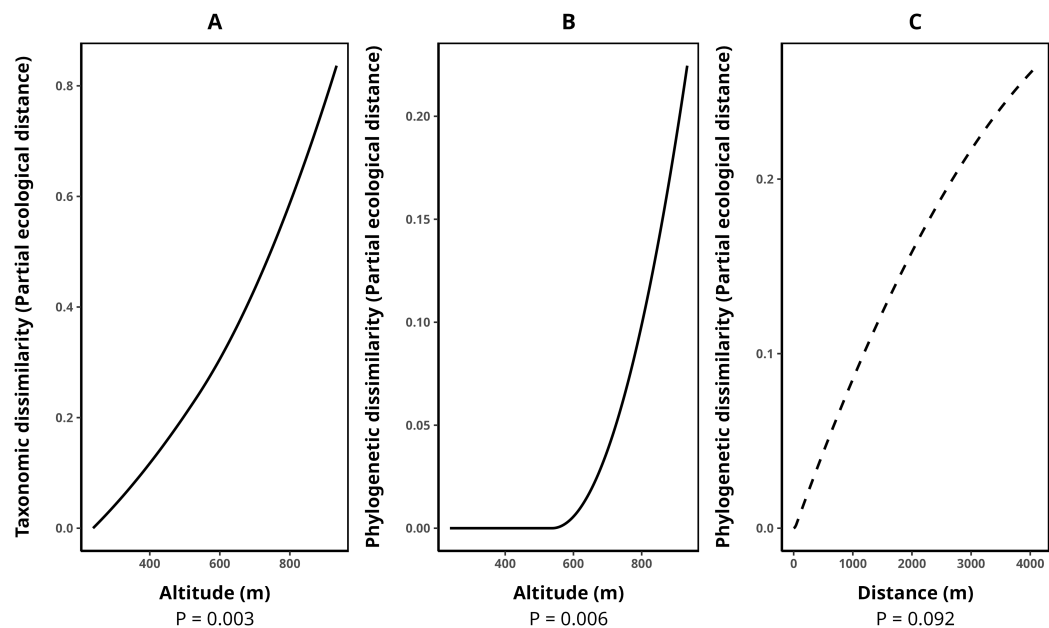 A
Taxonomic dissimilarity (Partial ecological distance)
0.8
0.6
0.4
0.2
0.0
400 600 800
Altitude (m)
P = 0.003
B
Phylogenetic dissimilarity (Partial ecological distance)
0.20
0.15
0.10
0.05
0.00
400 600 800
Altitude (m)
P = 0.006
C
Phylogenetic dissimilarity (Partial ecological distance)
0.2
0.1
0.0
0 1000 2000 3000 4000
Distance (m)
P = 0.092